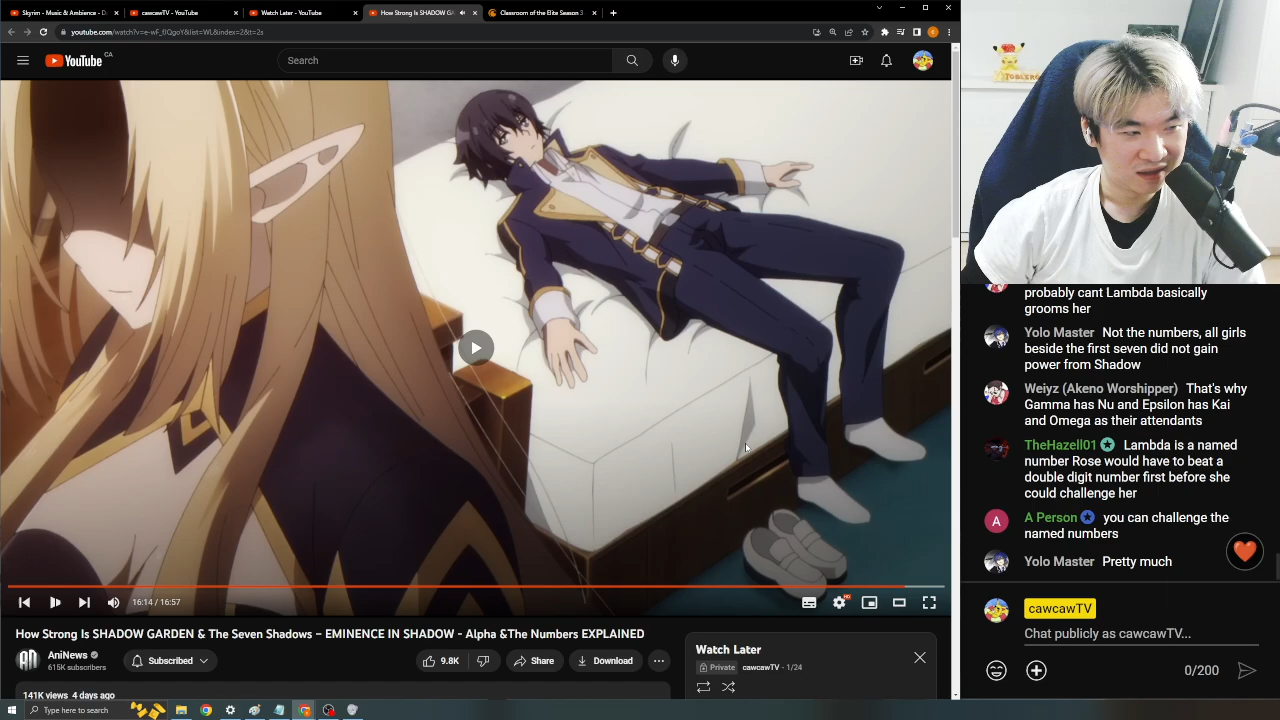 Skyrim - Music & Ambience - D
cawcawTV - YouTube
Watch Later - YouTube
How Strong Is SHADOW GA
Classroom of the Elite Season 3
youtube.com/watch?v=e-wF_fIQgoY&list=WL&index=2&t=2s
YouTube CA
Search
TOBLERO
16:14 / 16:57
HD
How Strong Is SHADOW GARDEN & The Seven Shadows – EMINENCE IN SHADOW - Alpha &The Numbers EXPLAINED
AN
AniNews
615K subscribers
Subscribed
9.8K
Share
Download
141K views 4 days ago
Watch Later
Private cawcawTV - 1/24
Type here to search
probably cant Lambda basically
grooms her
Yolo Master Not the numbers, all girls
beside the first seven did not gain
power from Shadow
Weiyz (Akeno Worshipper) That's why
Gamma has Nu and Epsilon has Kai
and Omega as their attendants
TheHazell01 Lambda is a named
number Rose would have to beat a
double digit number first before she
could challenge her
A
A Person you can challenge the
named numbers
Yolo Master Pretty much
cawcawTV
Chat publicly as cawcawTV...
0/200